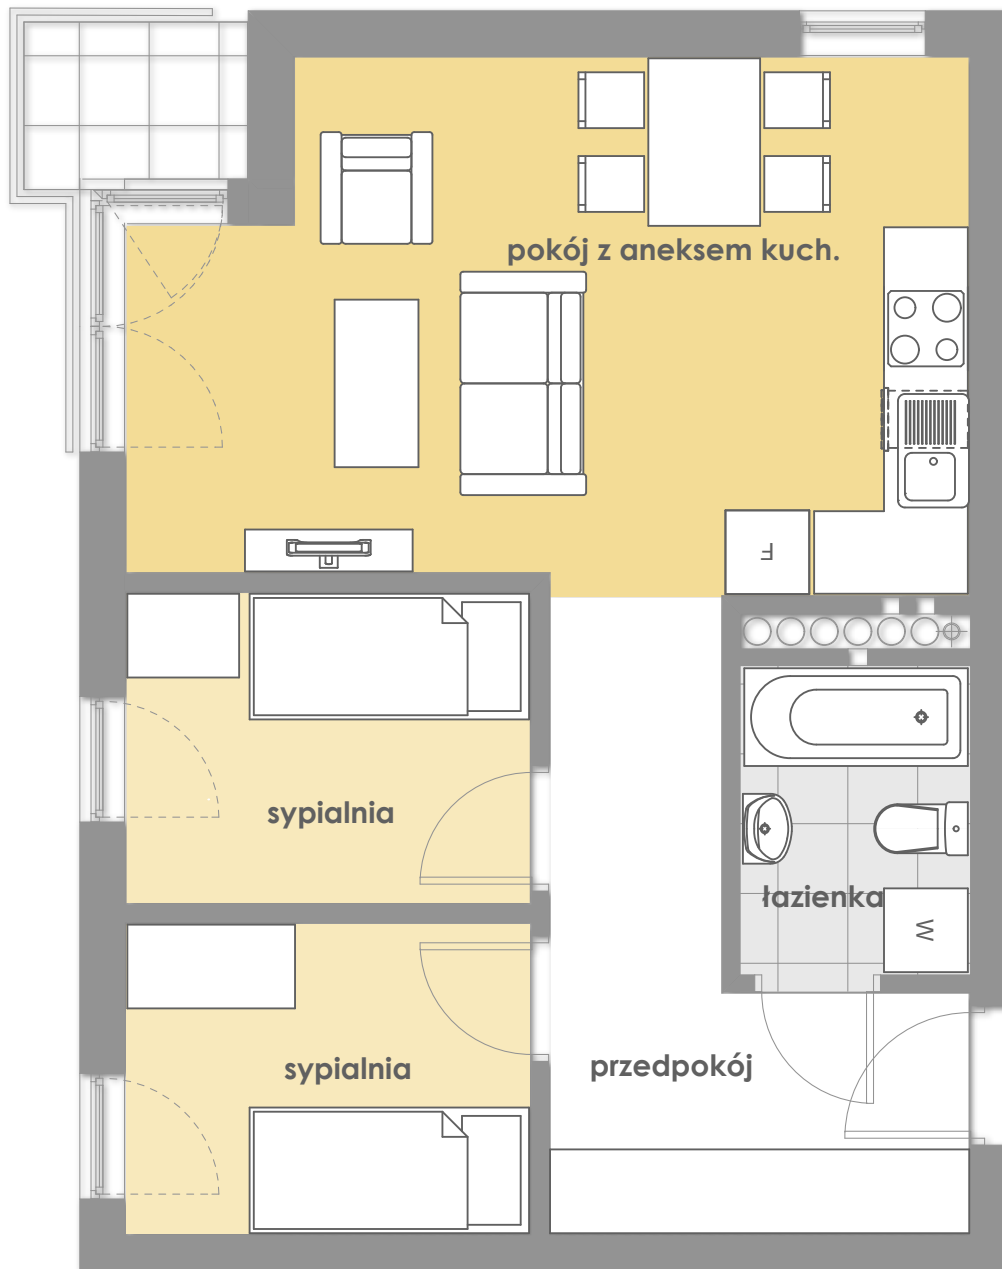 pokój z aneksem kuch.
F
sypialnia
łazienka
W
sypialnia
przedpokój